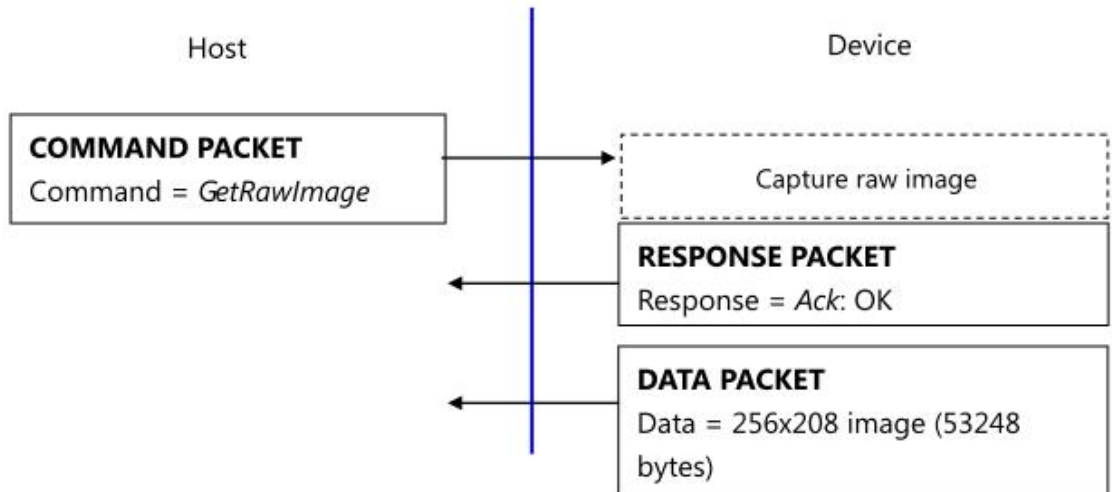 Host
Device
COMMAND PACKET
Command = GetRawImage
Capture raw image
RESPONSE PACKET
Response = Ack: OK
DATA PACKET
Data = 256x208 image (53248
bytes)